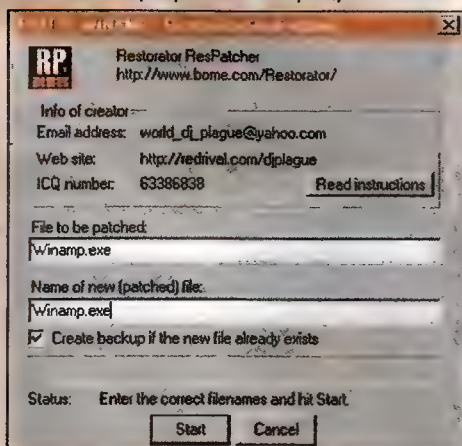 RP
Restorator ResPatcher
http://www.bome.com/Restorator/
Info of creator
Email address: world_dj_plague@yahoo.com
Web site: http://redrival.com/djplague
ICQ number: 63386838
Read instructions
File to be patched:
Winamp.exe
Name of new (patched) file:
Winamp.exe
Create backup if the new file already exists
Status: Enter the correct filenames and hit Start.
Start Cancel